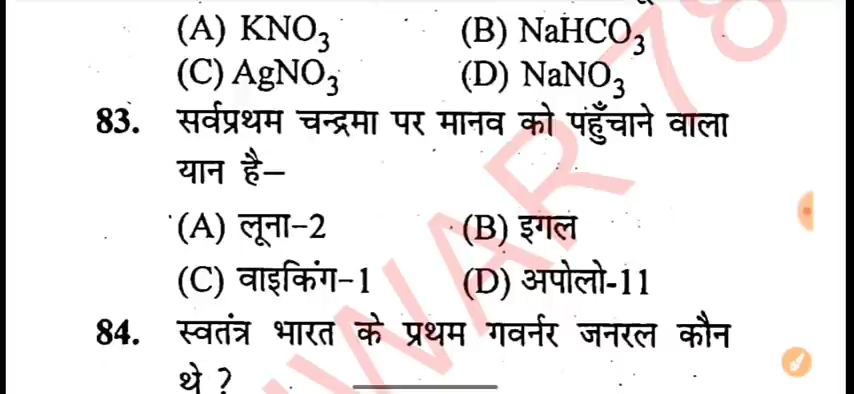 (A) KNO₃ (B) NaHCO₃
(C) AgNO₃ (D) NaNO₃
83. सर्वप्रथम चन्द्रमा पर मानव को पहुँचाने वाला
यान है–
(A) लूना-2 (B) इगल
(C) वाइकिंग-1 (D) अपोलो-11
84. स्वतंत्र भारत के प्रथम गवर्नर जनरल कौन
थे ?